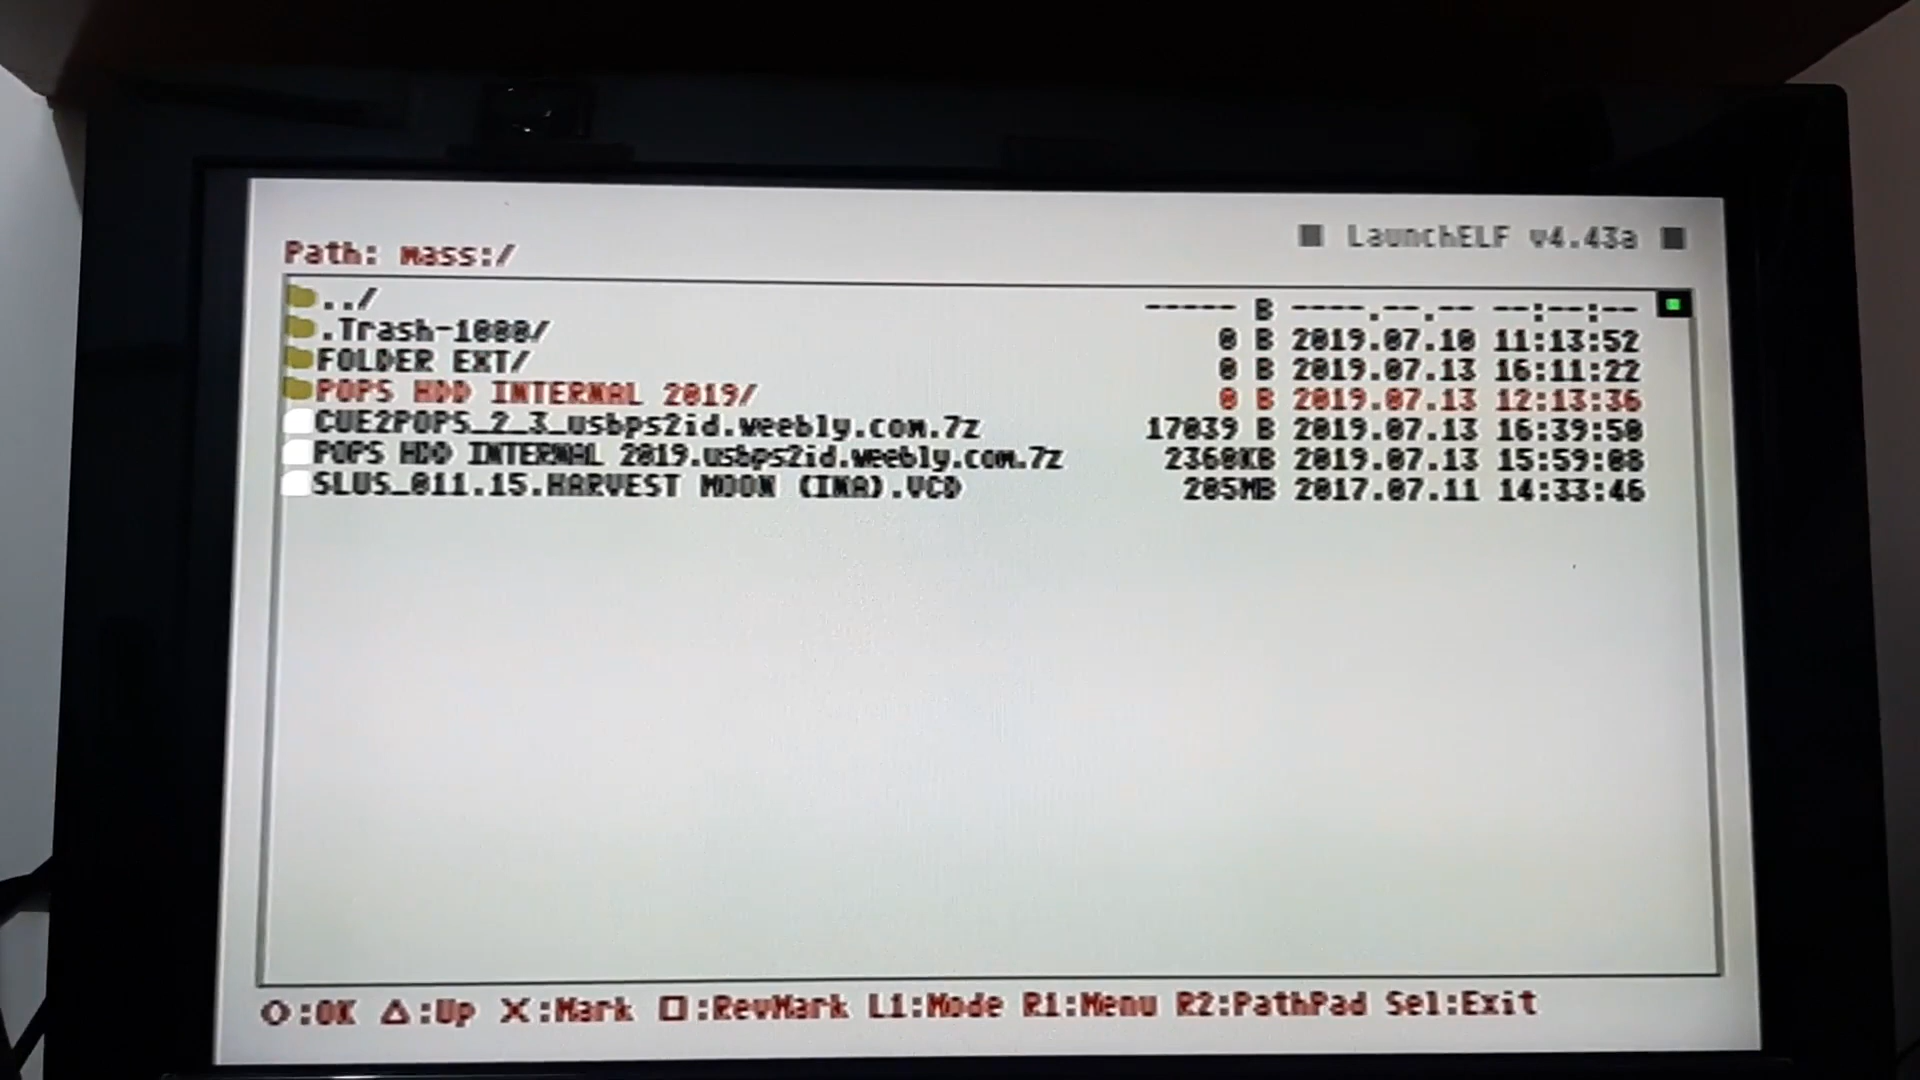 LaunchELF v4.43a
Path: mass:/
../ ----- B ----.--.-- --:--:--
.Trash-1000/ 0 B 2019.07.10 11:13:52
FOLDER EXT/ 0 B 2019.07.13 16:11:22
POPS HDD INTERNAL 2019/ 0 B 2019.07.13 12:13:36
CUE2POPS_2_3_usbps2id.weebly.com.7z 17039 B 2019.07.13 16:39:50
POPS HDD INTERNAL 2019.usbps2id.weebly.com.7z 2360KB 2019.07.13 15:59:08
SLUS_011.15.HARVEST MOON (INA).VCD 205MB 2017.07.11 14:33:46
O:OK △:Up X:Mark □:RevMark L1:Mode R1:Menu R2:PathPad Sel:Exit